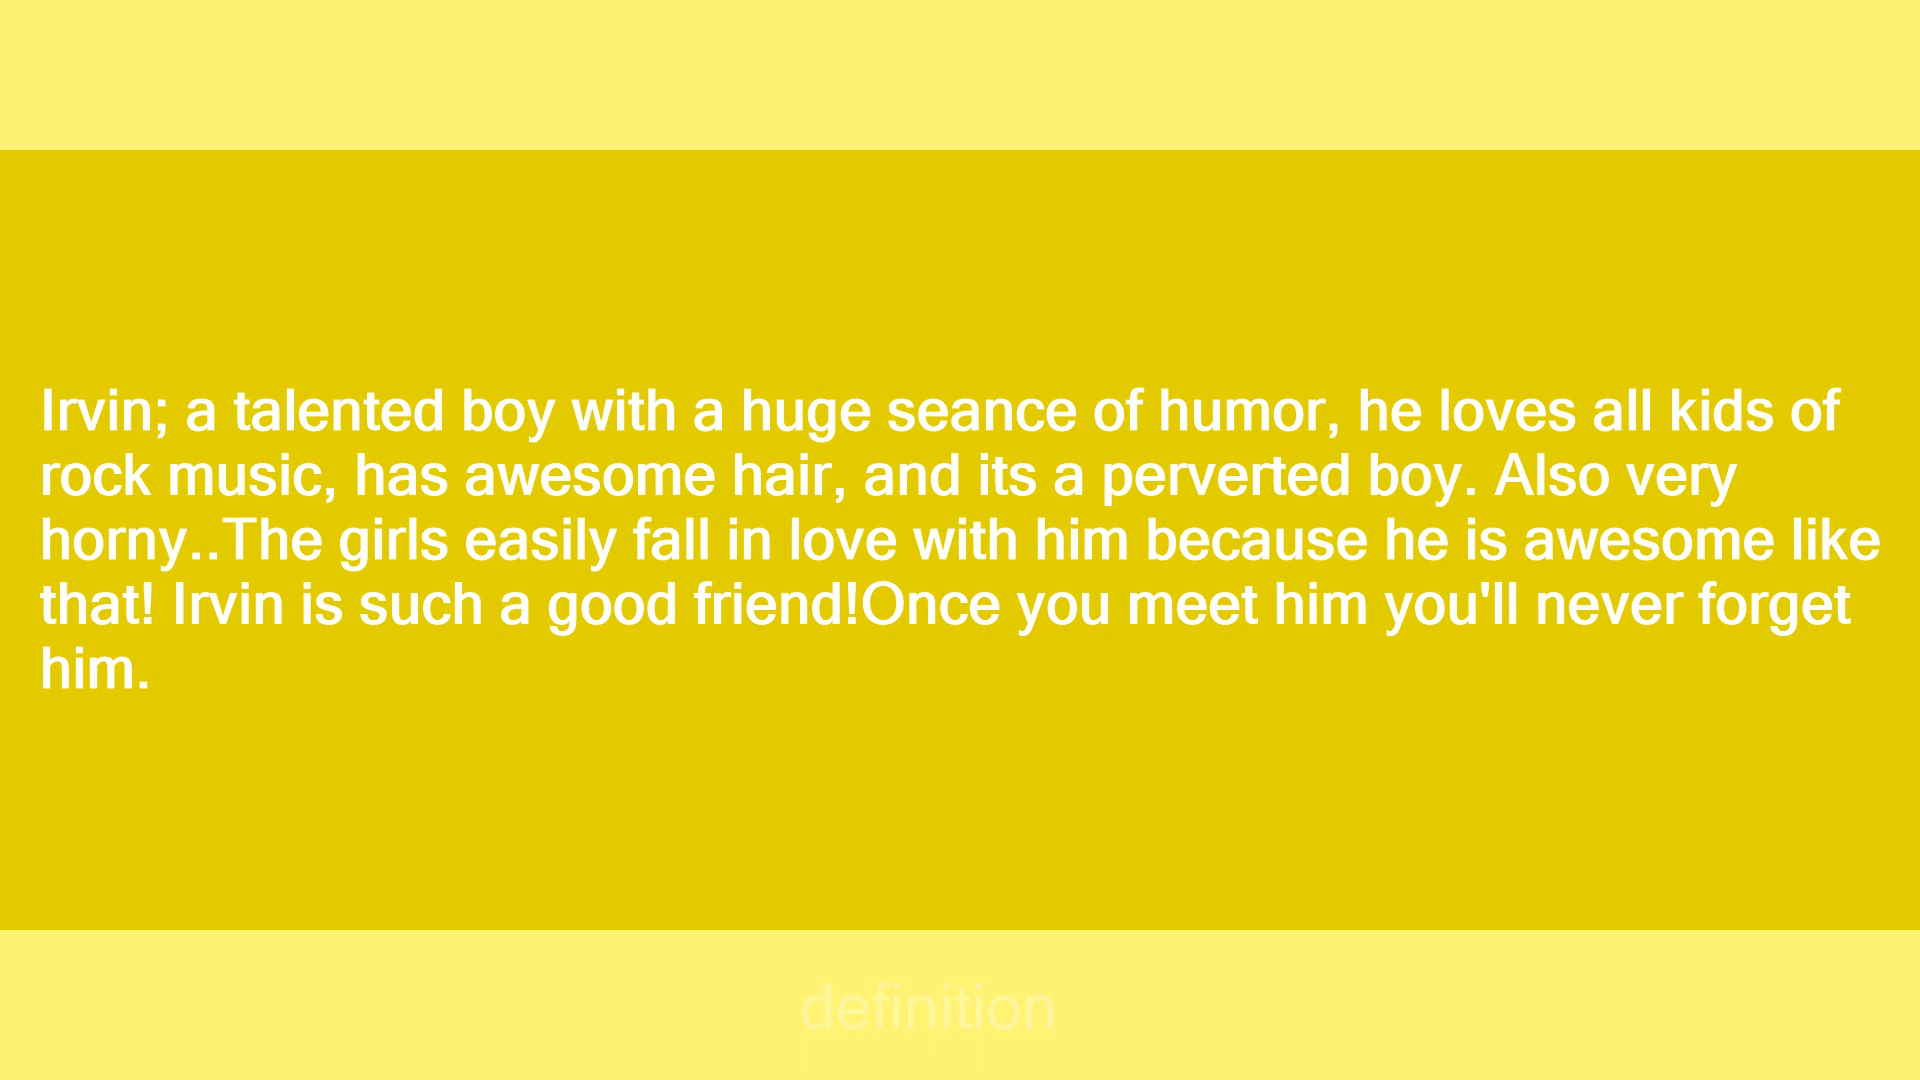 Irvin; a talented boy with a huge seance of humor, he loves all kids of
rock music, has awesome hair, and its a perverted boy. Also very
horny..The girls easily fall in love with him because he is awesome like
that! Irvin is such a good friend!Once you meet him you'll never forget
him.
definition